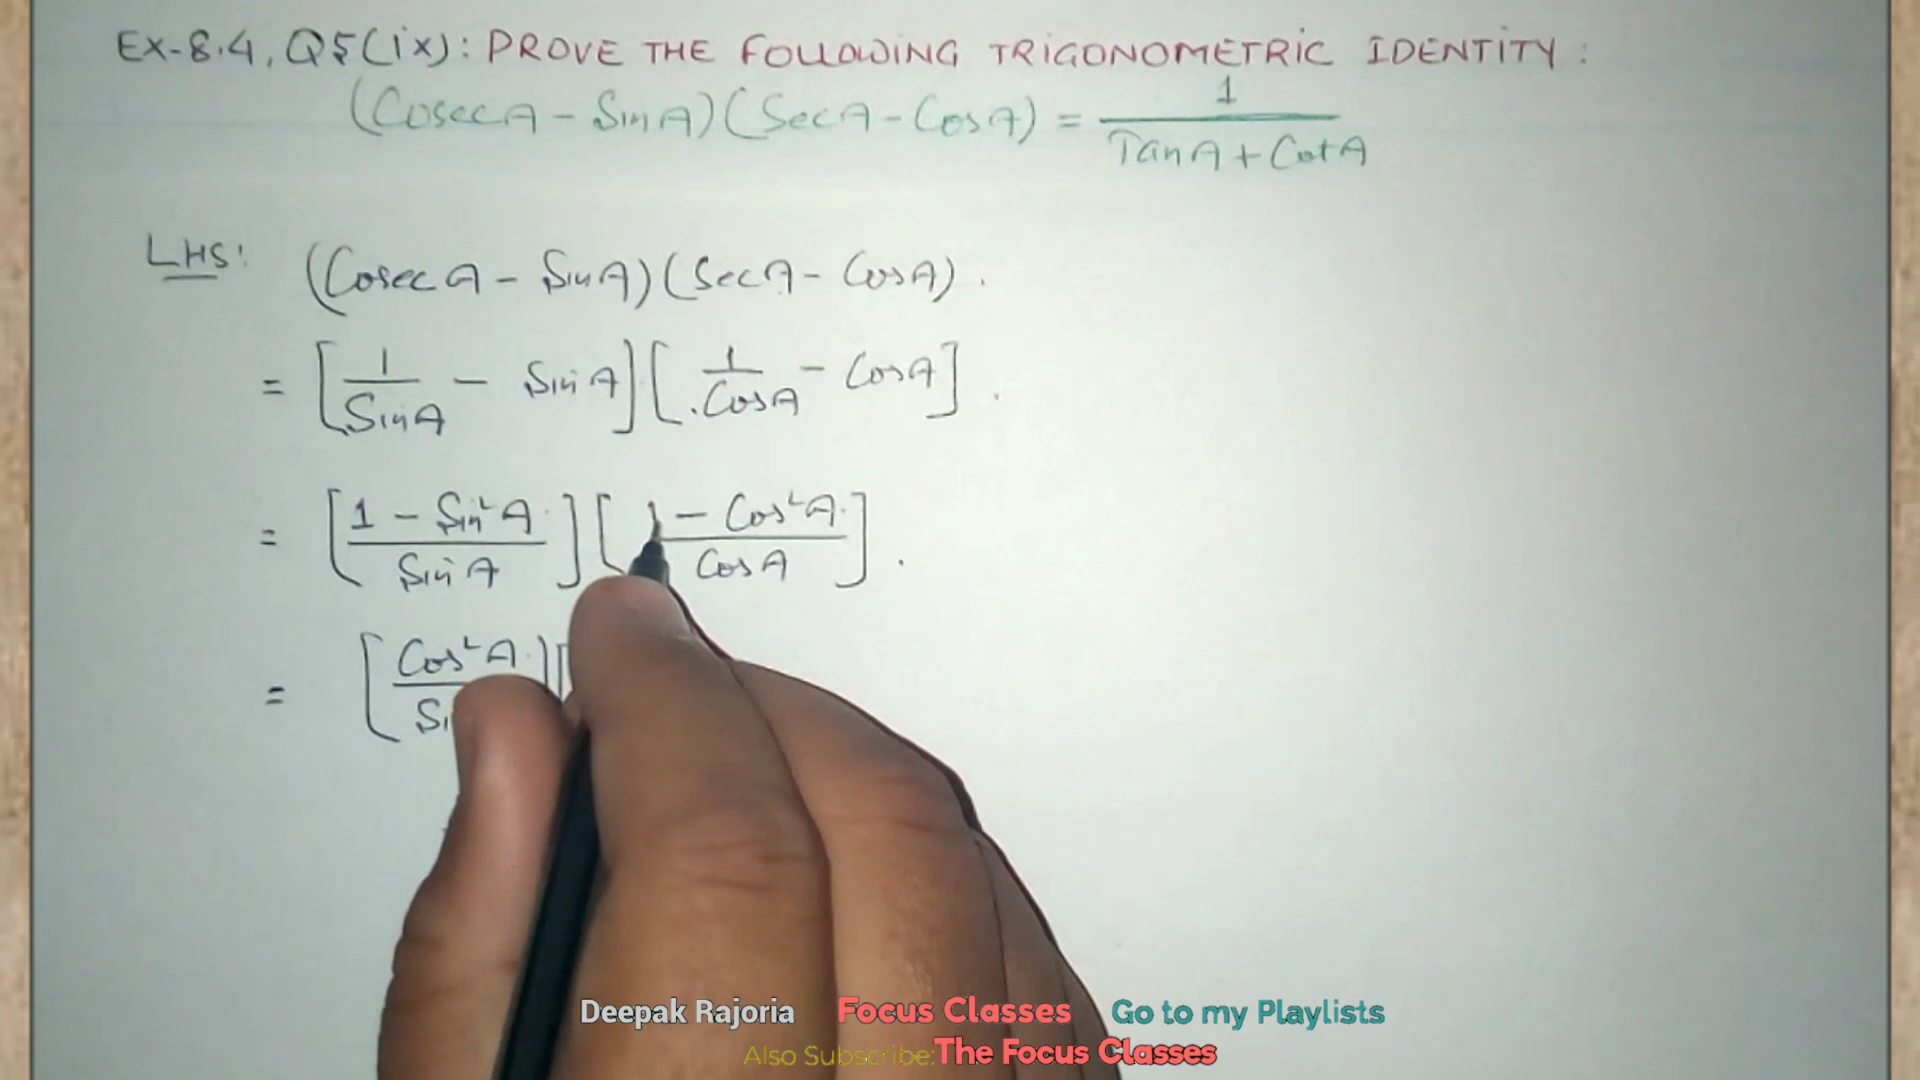 EX-8.4, Q5(ix): PROVE THE FOLLOWING TRIGONOMETRIC IDENTITY :
(CosecA - SinA)(SecA - CosA) = 1/(TanA + CotA)
LHS: (CosecA - SinA)(SecA - CosA).
= [1/SinA - SinA][1/CosA - CosA].
= [(1 - Sin²A)/SinA][(1 - Cos²A)/CosA].
= [Cos²A
Deepak Rajoria Focus Classes Go to my Playlists
Also Subscribe: The Focus Classes